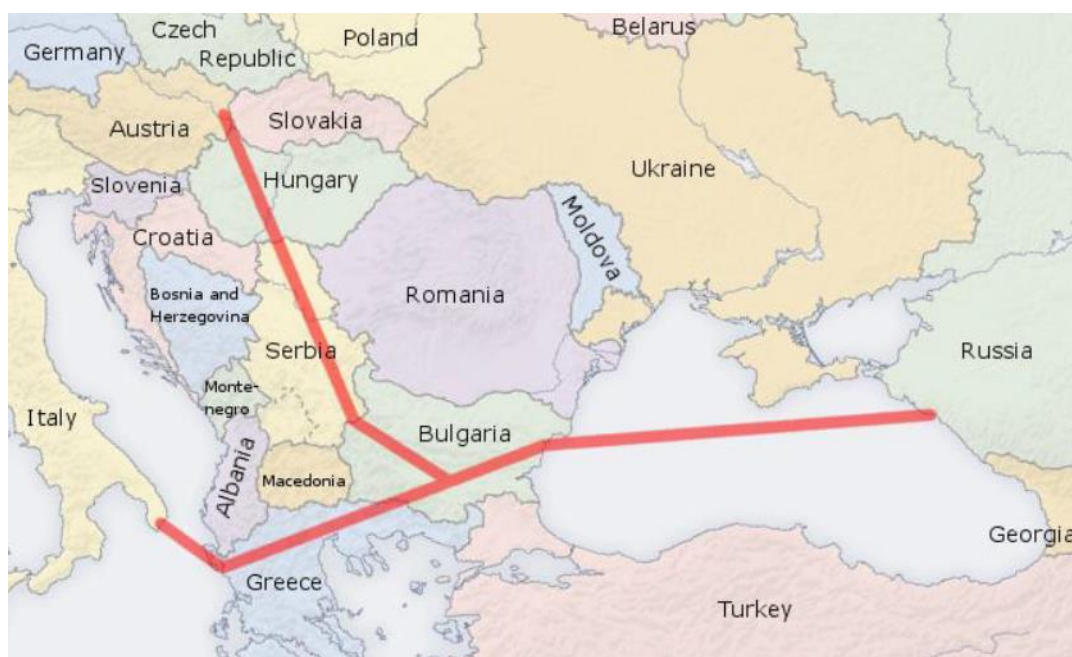 Czech
Republic
Germany
Poland
Belarus
Austria
Slovakia
Ukraine
Slovenia
Hungary
Moldova
Croatia
Bosnia and
Herzegovina
Romania
Serbia
Russia
Monte-
negro
Italy
Bulgaria
Albania
Macedonia
Georgia
Greece
Turkey